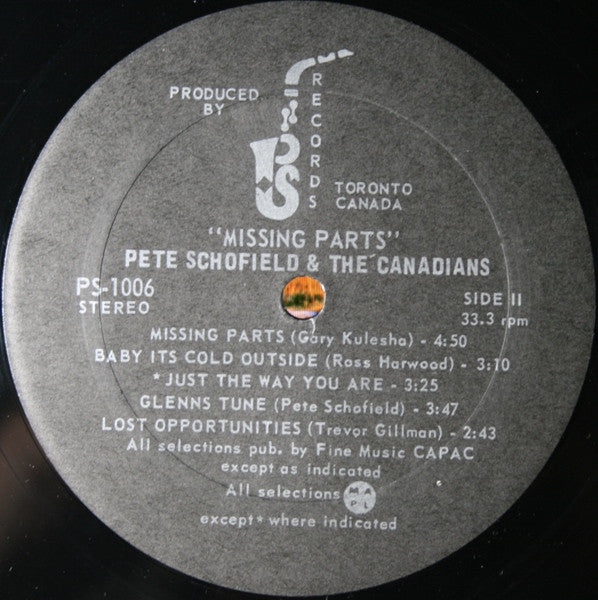 PRODUCED
BY
PS
RECORDS
TORONTO
CANADA
"MISSING PARTS"
PETE SCHOFIELD & THE CANADIANS
PS-1006
STEREO
SIDE II
33.3 rpm
MISSING PARTS (Gary Kulesha) - 4:50
BABY ITS COLD OUTSIDE (Ross Harwood) - 3:10
*JUST THE WAY YOU ARE - 3:25
GLENNS TUNE (Pete Schofield) - 3:47
LOST OPPORTUNITIES (Trevor Gillman) - 2:43
All selections pub. by Fine Music CAPAC
except as indicated
All selections MAPL
except* where indicated